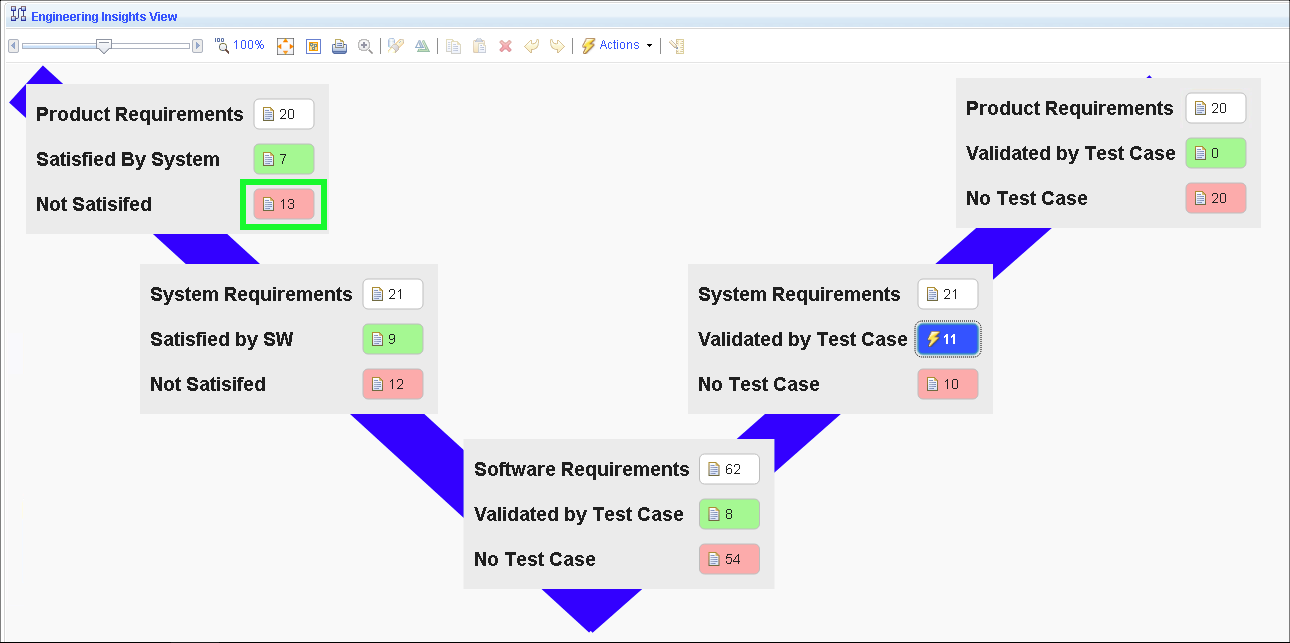 Engineering Insights View
100 100% Actions
Product Requirements 20
Satisfied By System 7
Not Satisifed 13
Product Requirements 20
Validated by Test Case 0
No Test Case 20
System Requirements 21
Satisfied by SW 9
Not Satisifed 12
System Requirements 21
Validated by Test Case 11
No Test Case 10
Software Requirements 62
Validated by Test Case 8
No Test Case 54